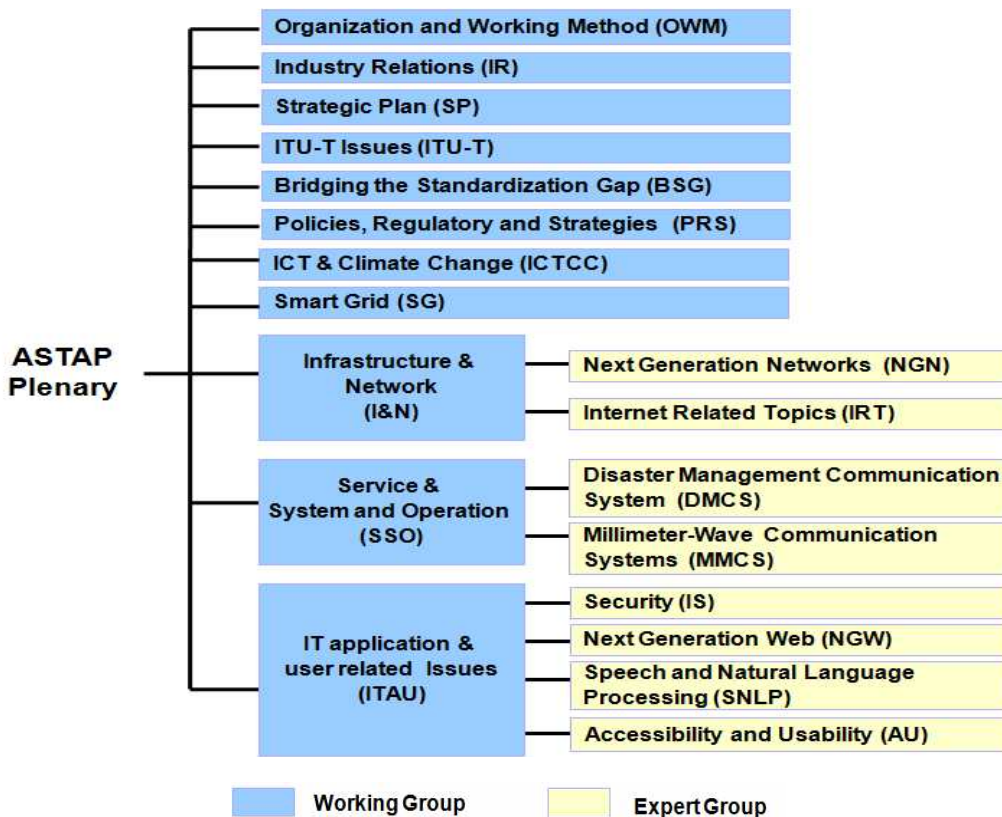 Organization and Working Method (OWM)
Industry Relations (IR)
Strategic Plan (SP)
ITU-T Issues (ITU-T)
Bridging the Standardization Gap (BSG)
Policies, Regulatory and Strategies (PRS)
ICT & Climate Change (ICTCC)
Smart Grid (SG)
ASTAP
Plenary
Infrastructure &
Network
(I&N)
Next Generation Networks (NGN)
Internet Related Topics (IRT)
Service &
System and Operation
(SSO)
Disaster Management Communication
System (DMCS)
Millimeter-Wave Communication
Systems (MMCS)
IT application &
user related Issues
(ITAU)
Security (IS)
Next Generation Web (NGW)
Speech and Natural Language
Processing (SNLP)
Accessibility and Usability (AU)
Working Group
Expert Group